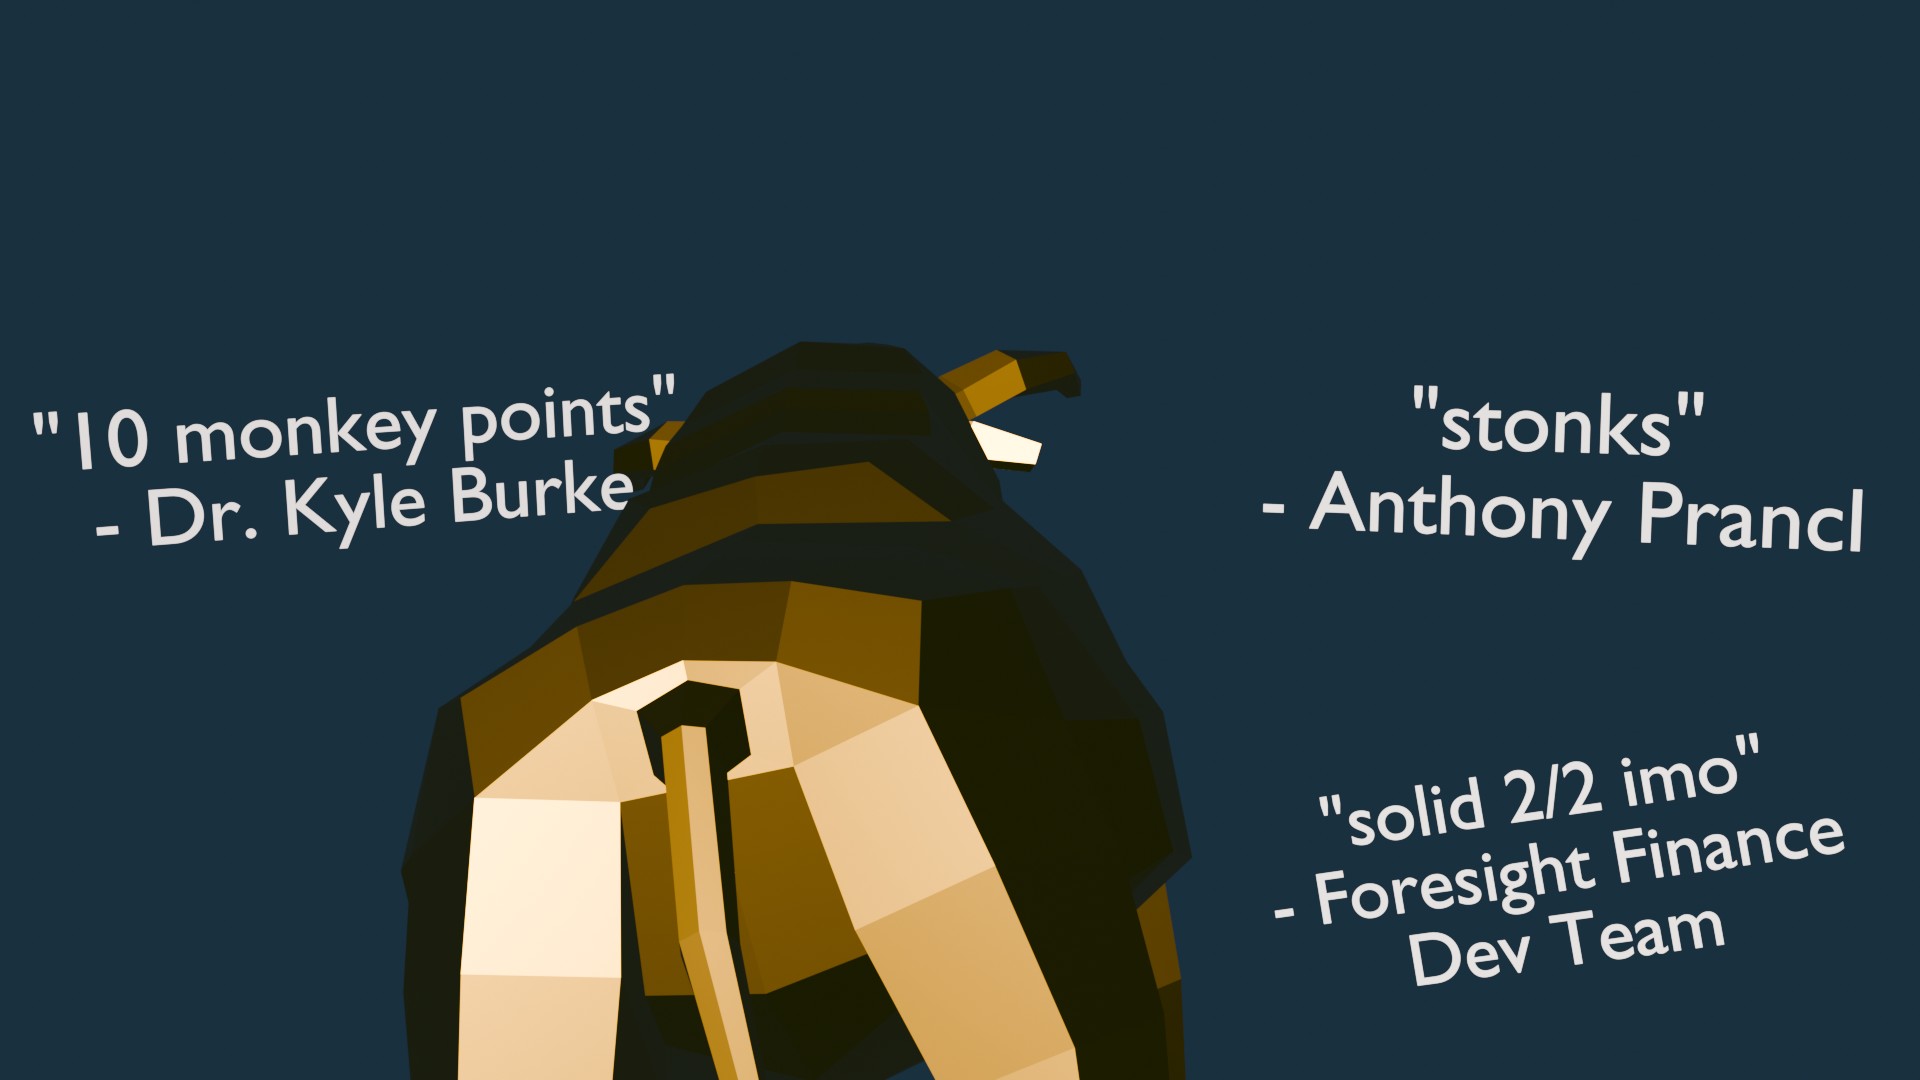 "10 monkey points"
- Dr. Kyle Burke
"stonks"
- Anthony Prancl
"solid 2/2 imo"
- Foresight Finance
Dev Team